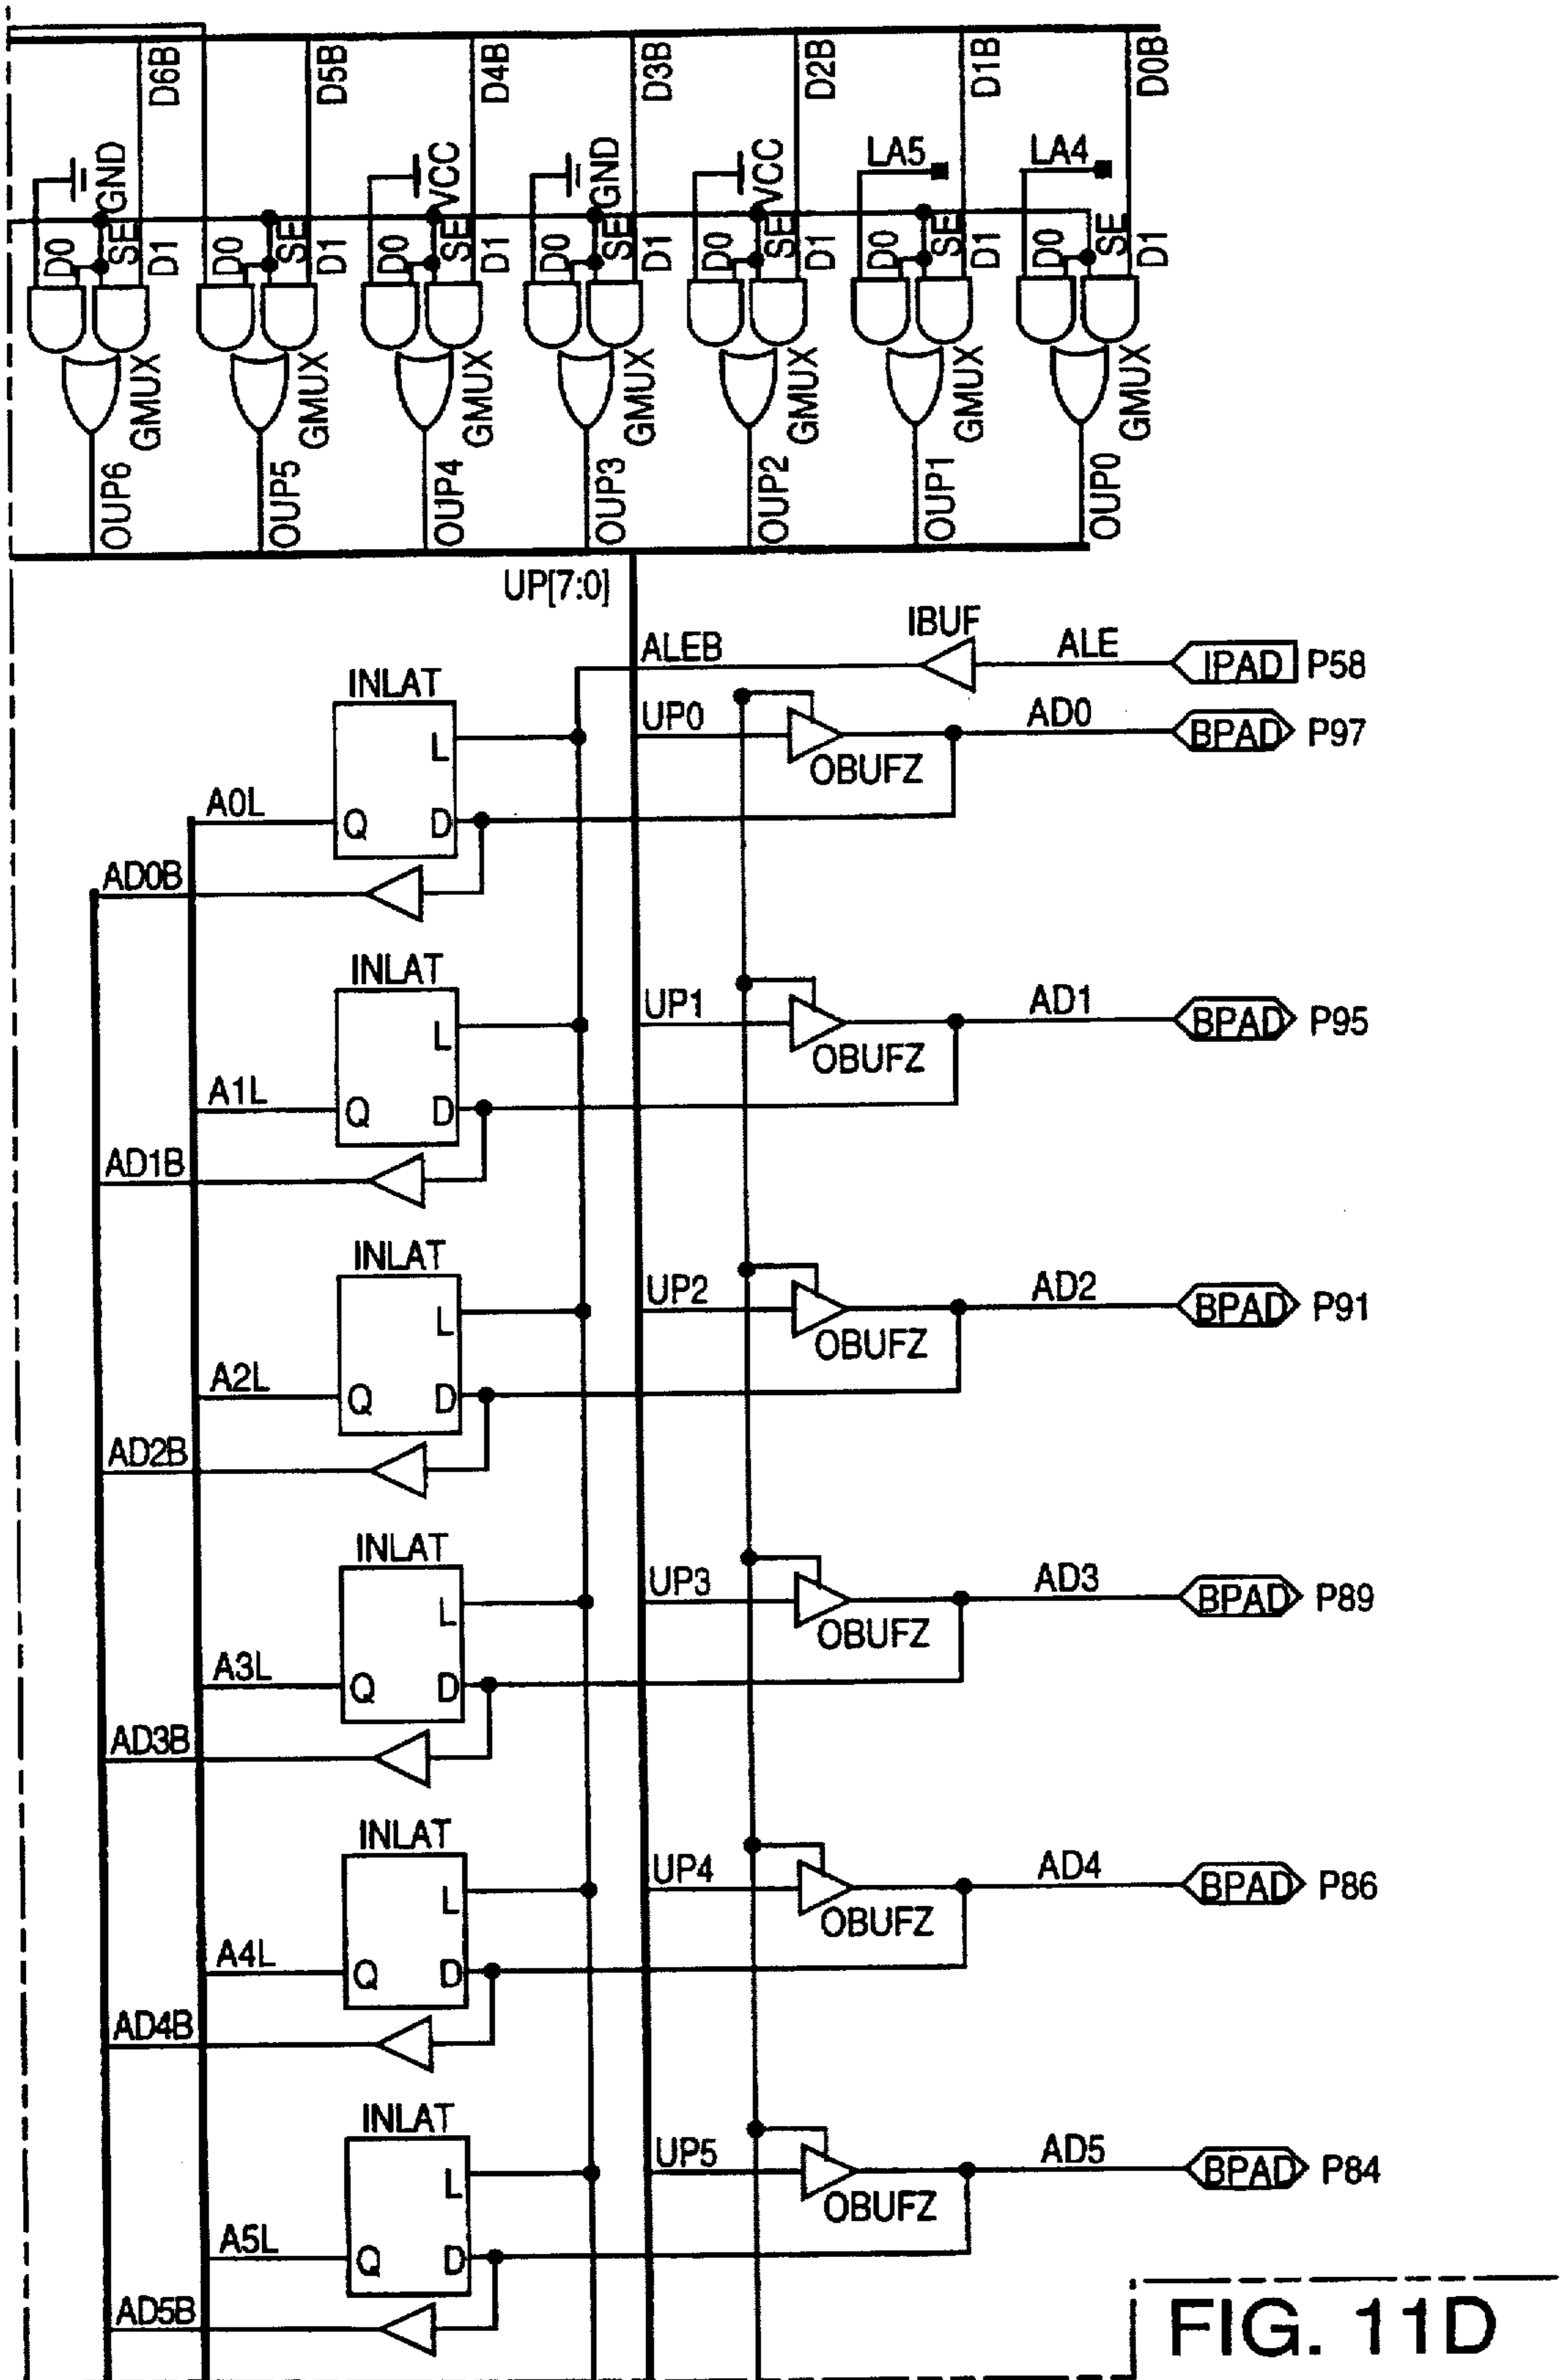 D6B D5B D4B D3B D2B D1B D0B
GND VCC GND VCC LA5 LA4
D0 SE D1 D0 SE D1 D0 SE D1 D0 SE D1 D0 SE D1 D0 SE D1 D0 SE D1
GMUX GMUX GMUX GMUX GMUX GMUX GMUX
OUP6 OUP5 OUP4 OUP3 OUP2 OUP1 OUP0
UP[7:0]
ALEB IBUF ALE IPAD P58
INLAT
L UP0 OBUFZ AD0 BPAD P97
A0L Q D
AD0B
INLAT
L UP1 OBUFZ AD1 BPAD P95
A1L Q D
AD1B
INLAT
L UP2 OBUFZ AD2 BPAD P91
A2L Q D
AD2B
INLAT
L UP3 OBUFZ AD3 BPAD P89
A3L Q D
AD3B
INLAT
L UP4 OBUFZ AD4 BPAD P86
A4L Q D
AD4B
INLAT
L UP5 OBUFZ AD5 BPAD P84
A5L Q D
AD5B
FIG. 11D